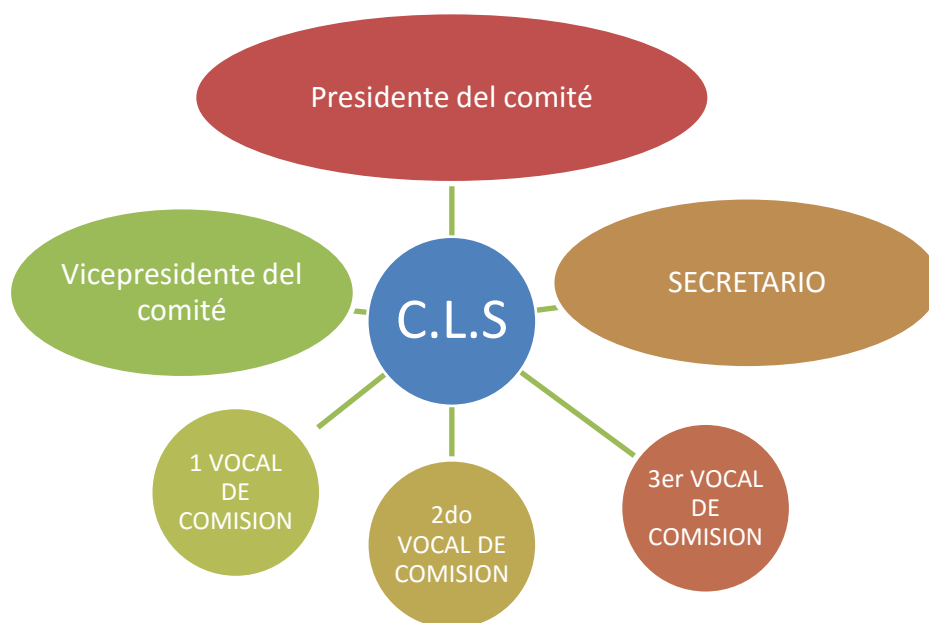 Presidente del comité
Vicepresidente del
comité
C.L.S
SECRETARIO
1 VOCAL
DE
COMISION
2do
VOCAL DE
COMISION
3er VOCAL
DE
COMISION